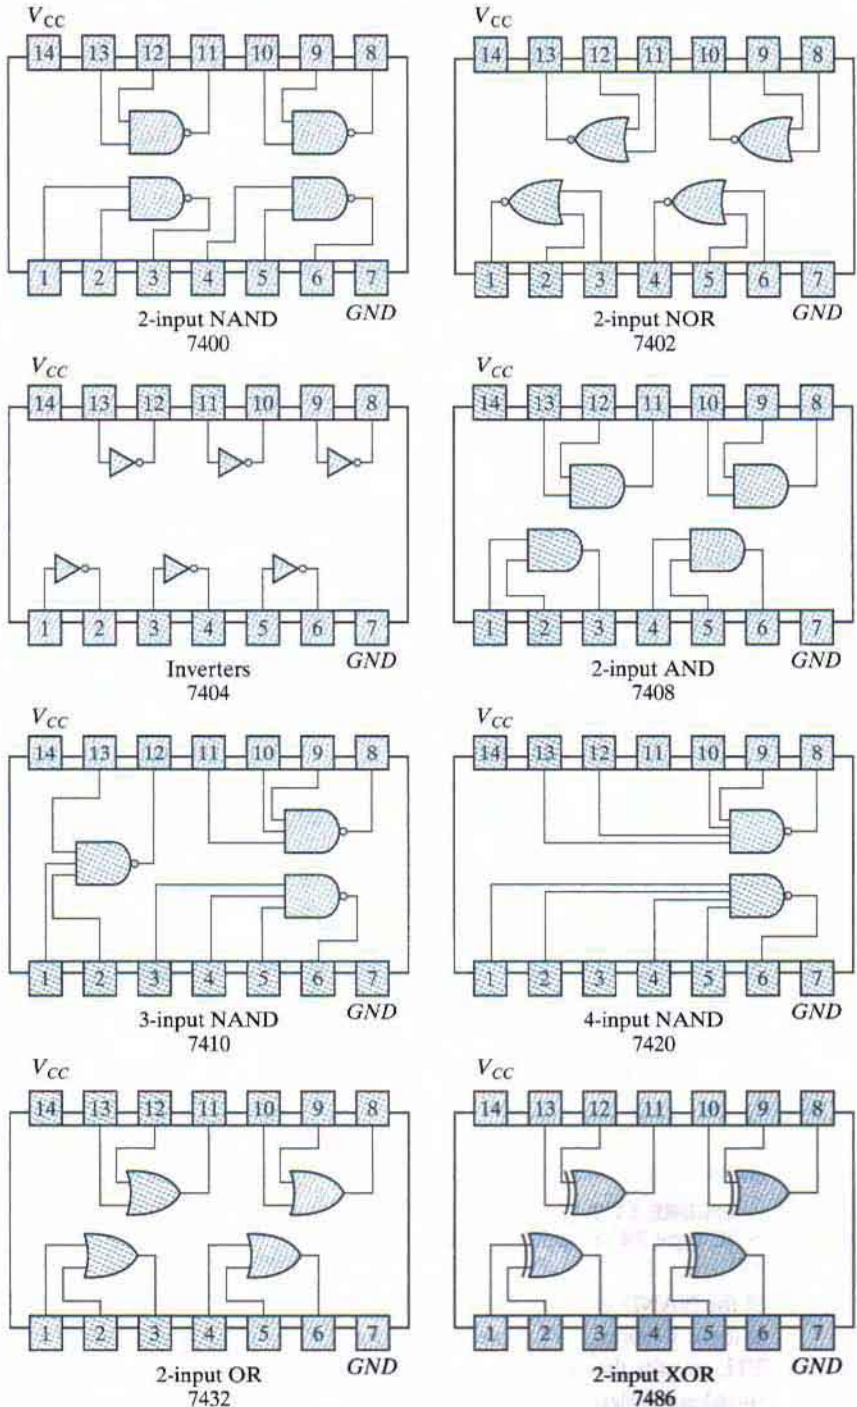 VCC VCC
14 13 12 11 10 9 8 14 13 12 11 10 9 8
1 2 3 4 5 6 7 1 2 3 4 5 6 7
2-input NAND GND 2-input NOR GND
7400 7402
VCC VCC
14 13 12 11 10 9 8 14 13 12 11 10 9 8
1 2 3 4 5 6 7 1 2 3 4 5 6 7
Inverters GND 2-input AND GND
7404 7408
VCC VCC
14 13 12 11 10 9 8 14 13 12 11 10 9 8
1 2 3 4 5 6 7 1 2 3 4 5 6 7
3-input NAND GND 4-input NAND GND
7410 7420
VCC VCC
14 13 12 11 10 9 8 14 13 12 11 10 9 8
1 2 3 4 5 6 7 1 2 3 4 5 6 7
2-input OR GND 2-input XOR GND
7432 7486